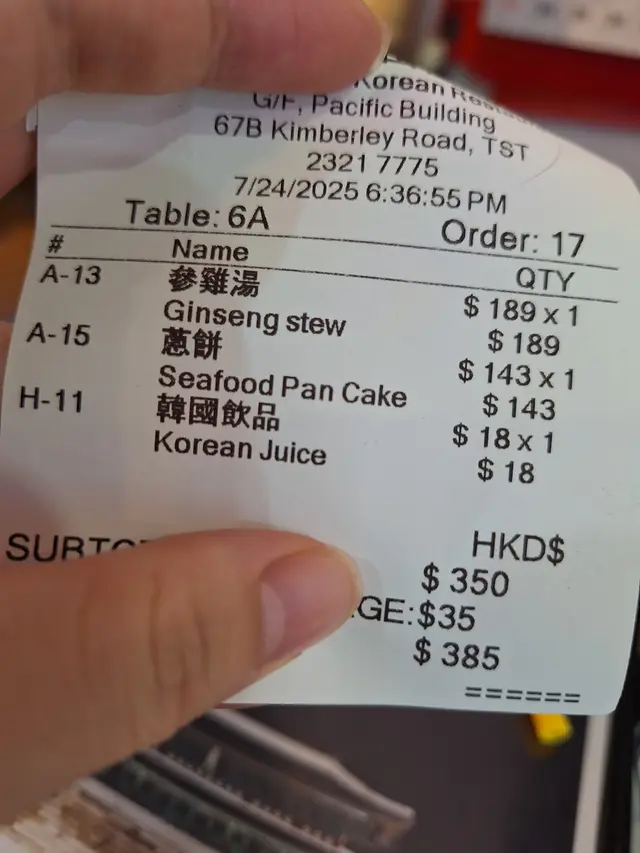 Korean
G/F, Pacific Building
67B Kimberley Road, TST
2321 7775
7/24/2025 6:36:55 PM
Table: 6A Order: 17
# Name QTY
A-13 參雞湯 $ 189 x 1
Ginseng stew $ 189
A-15 蔥餅 $ 143 x 1
Seafood Pan Cake $ 143
H-11 韓國飲品 $ 18 x 1
Korean Juice $ 18
HKD$
$ 350
GE:$35
$ 385
======